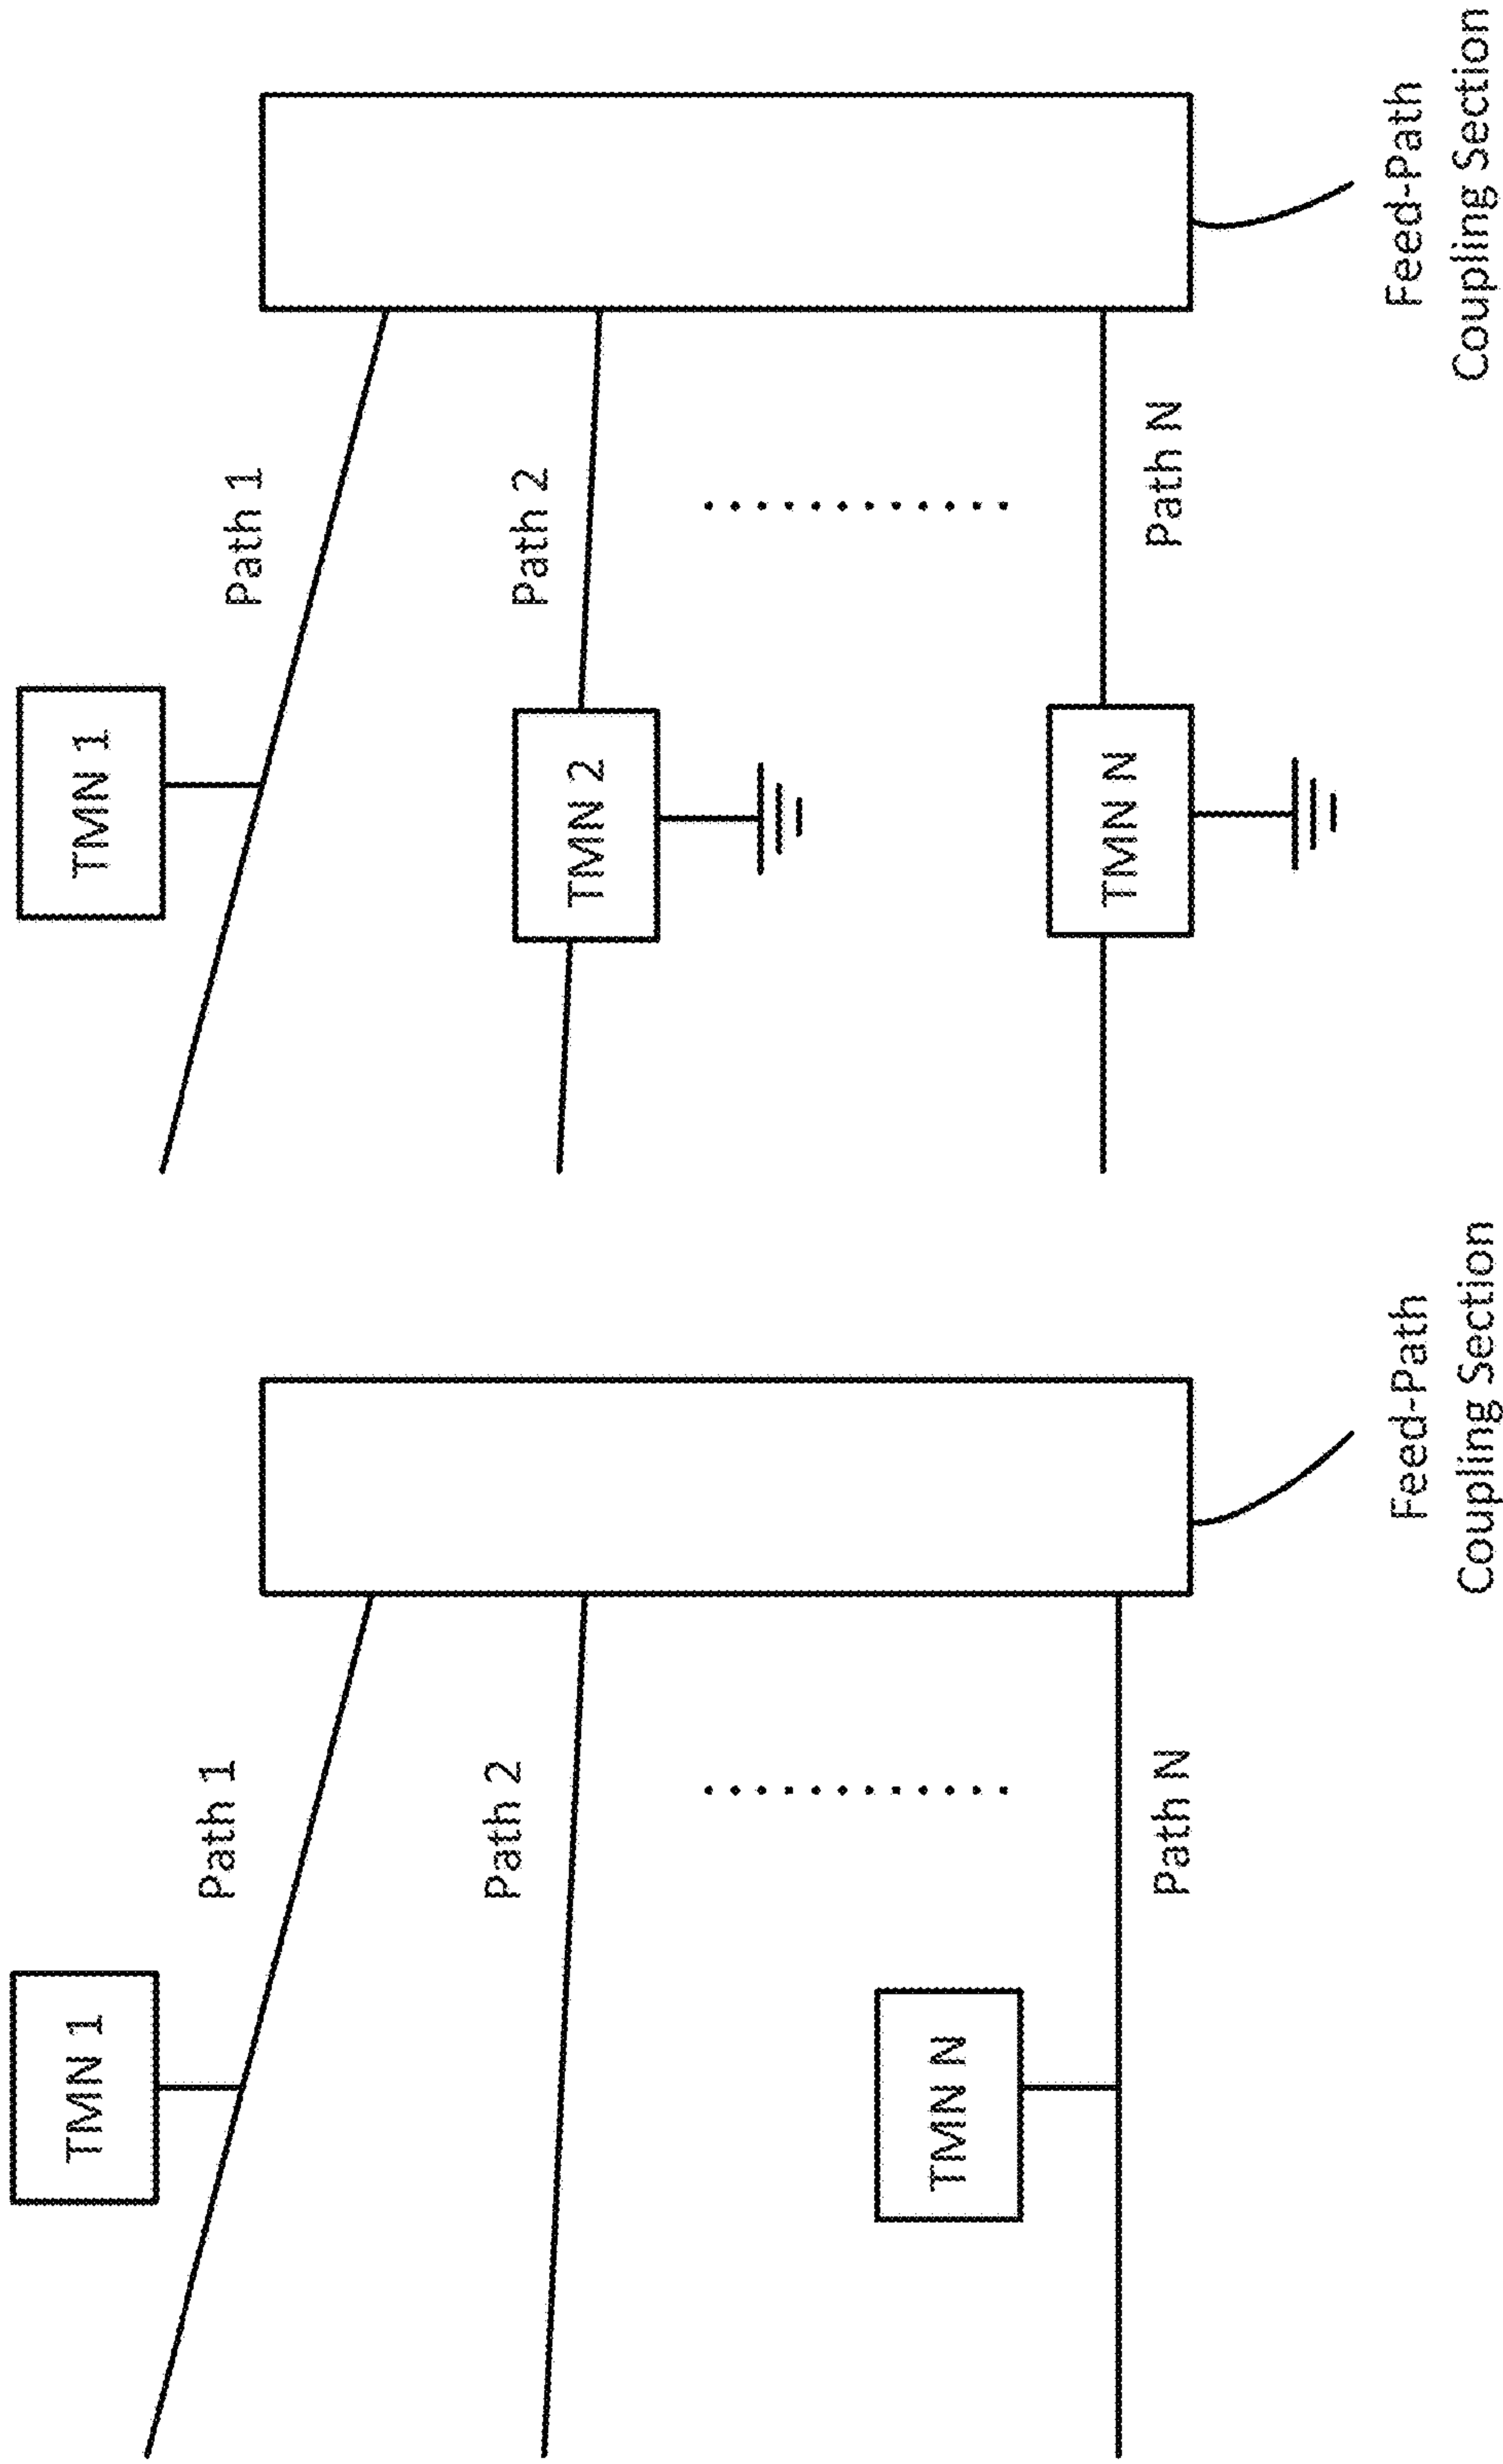 TMN 1
Path 1
Path 2
TMN N
Path N
Feed-Path
Coupling Section
TMN 1
Path 1
Path 2
TMN 2
TMN N
Path N
Feed-Path
Coupling Section